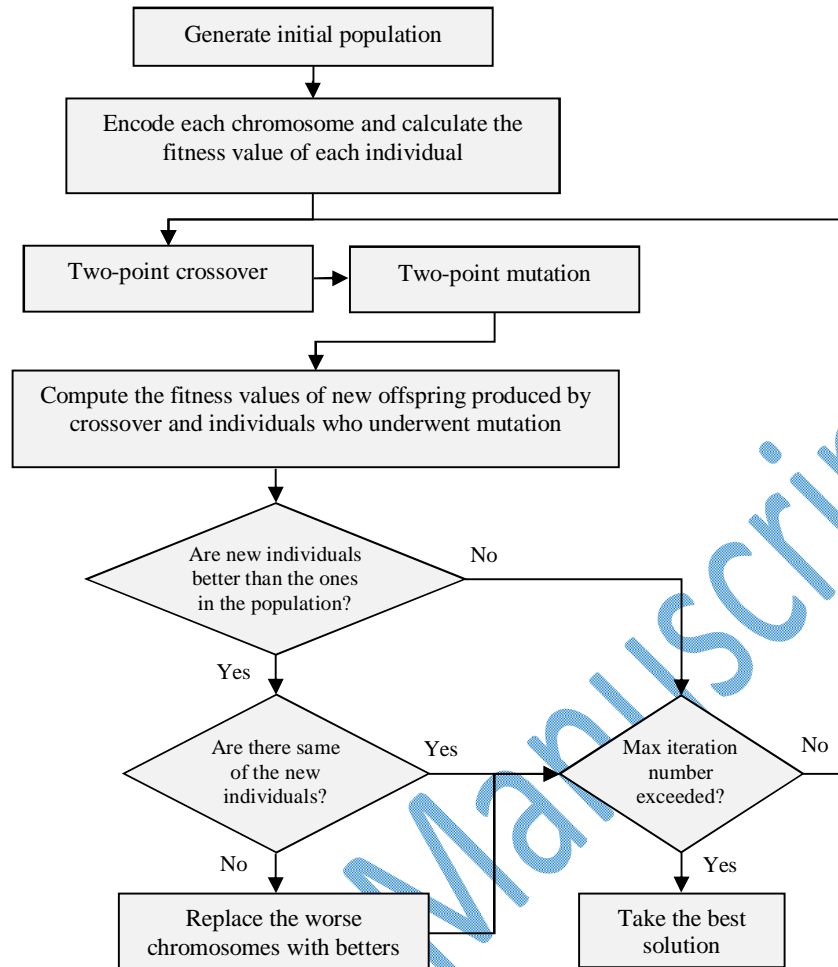 Generate initial population
Encode each chromosome and calculate the
fitness value of each individual
Two-point crossover
Two-point mutation
Compute the fitness values of new offspring produced by
crossover and individuals who underwent mutation
Are new individuals
better than the ones
in the population?
No
Yes
Are there same
of the new
individuals?
Yes
Max iteration
number
exceeded?
No
No
Yes
Replace the worse
chromosomes with betters
Take the best
solution